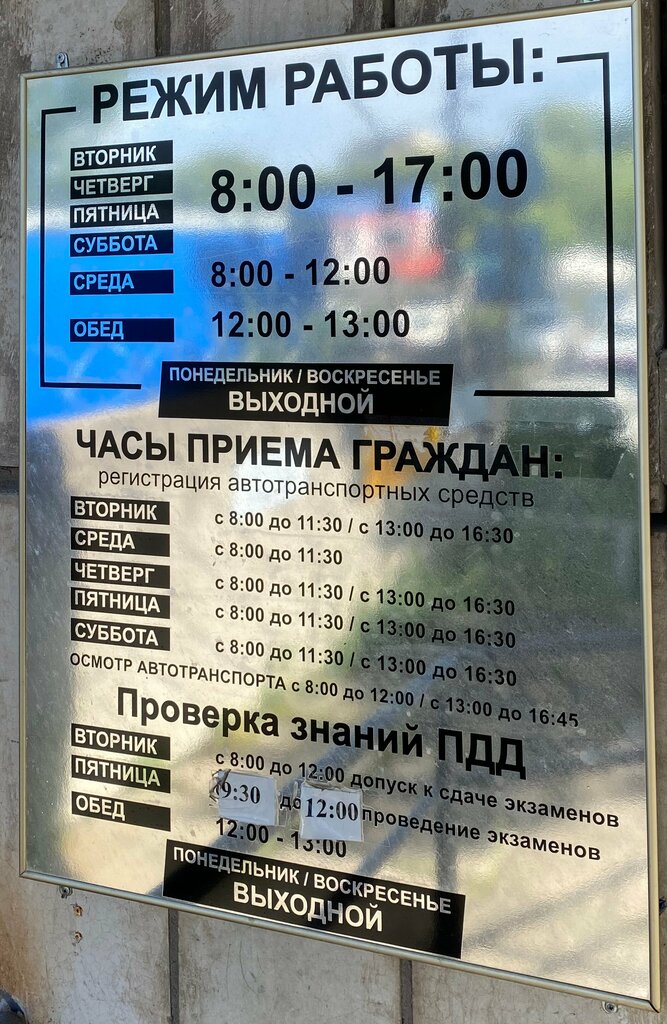 РЕЖИМ РАБОТЫ:
ВТОРНИК
ЧЕТВЕРГ
ПЯТНИЦА
СУББОТА
8:00 - 17:00
СРЕДА 8:00 - 12:00
ОБЕД 12:00 - 13:00
ПОНЕДЕЛЬНИК / ВОСКРЕСЕНЬЕ
ВЫХОДНОЙ
ЧАСЫ ПРИЕМА ГРАЖДАН:
регистрация автотранспортных средств
ВТОРНИК с 8:00 до 11:30 / с 13:00 до 16:30
СРЕДА с 8:00 до 11:30
ЧЕТВЕРГ с 8:00 до 11:30 / с 13:00 до 16:30
ПЯТНИЦА с 8:00 до 11:30 / с 13:00 до 16:30
СУББОТА с 8:00 до 11:30 / с 13:00 до 16:30
ОСМОТР АВТОТРАНСПОРТА с 8:00 до 12:00 / с 13:00 до 16:45
Проверка знаний ПДД
ВТОРНИК с 8:00 до 12:00 допуск к сдаче экзаменов
ПЯТНИЦА 9:30 до 12:00 проведение экзаменов
ОБЕД 12:00 - 13:00
ПОНЕДЕЛЬНИК / ВОСКРЕСЕНЬЕ
ВЫХОДНОЙ